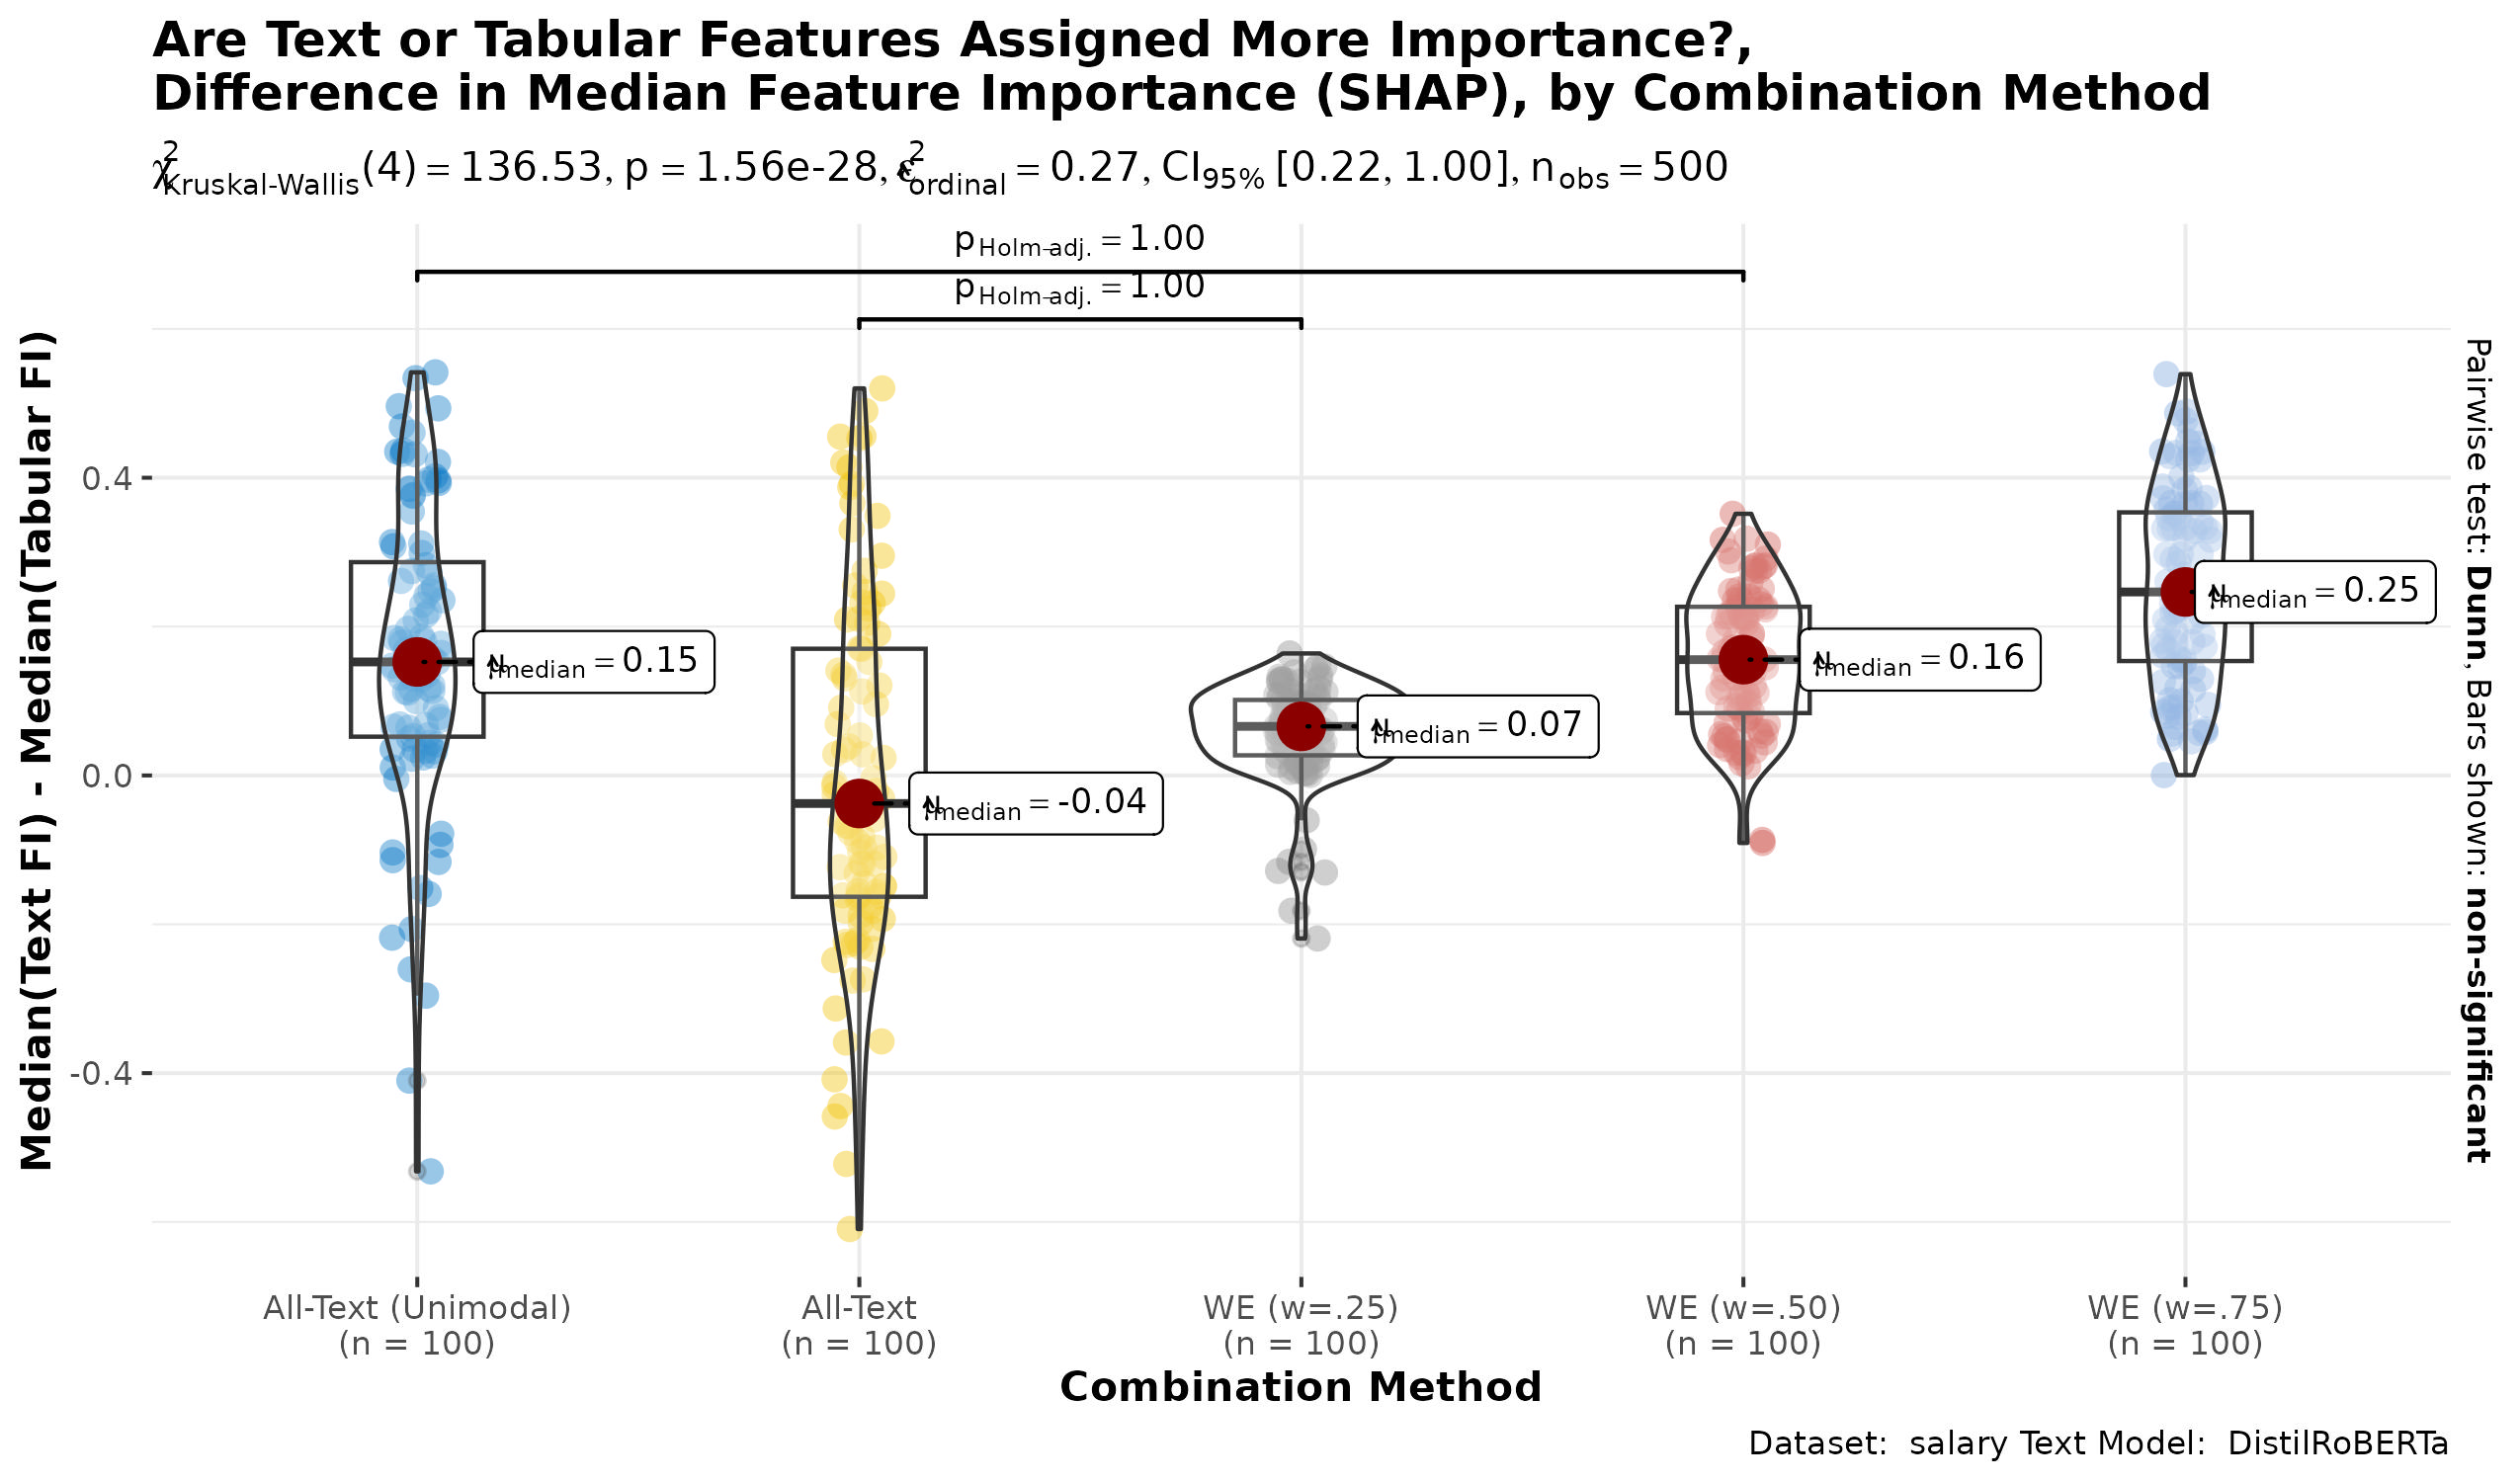 Are Text or Tabular Features Assigned More Importance?,
Difference in Median Feature Importance (SHAP), by Combination Method
χ²Kruskal-Wallis(4) = 136.53, p = 1.56e-28, ε̂²ordinal = 0.27, CI95% [0.22, 1.00], nobs = 500
pHolm-adj. = 1.00
pHolm-adj. = 1.00
Median(Text FI) - Median(Tabular FI)
0.4
0.0
-0.4
μ̂median = 0.15
μ̂median = -0.04
μ̂median = 0.07
μ̂median = 0.16
μ̂median = 0.25
Pairwise test: Dunn, Bars shown: non-significant
All-Text (Unimodal)
(n = 100)
All-Text
(n = 100)
WE (w=.25)
(n = 100)
WE (w=.50)
(n = 100)
WE (w=.75)
(n = 100)
Combination Method
Dataset:  salary Text Model:  DistilRoBERTa